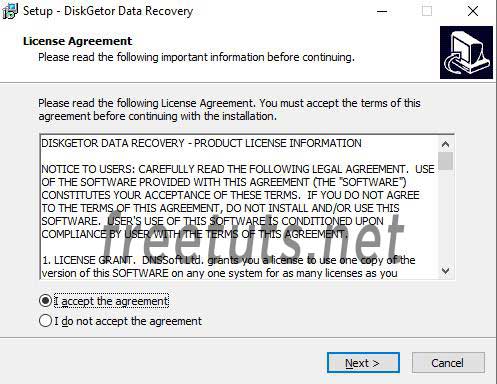 Setup - DiskGetor Data Recovery
License Agreement
Please read the following important information before continuing.
Please read the following License Agreement. You must accept the terms of this
agreement before continuing with the installation.
DISKGETOR DATA RECOVERY - PRODUCT LICENSE INFORMATION
NOTICE TO USERS: CAREFULLY READ THE FOLLOWING LEGAL AGREEMENT.  USE
OF THE SOFTWARE PROVIDED WITH THIS AGREEMENT (THE "SOFTWARE")
CONSTITUTES YOUR ACCEPTANCE OF THESE TERMS.  IF YOU DO NOT AGREE
TO THE TERMS OF THIS AGREEMENT, DO NOT INSTALL AND/OR USE THIS
SOFTWARE.  USER'S USE OF THIS SOFTWARE IS CONDITIONED UPON
COMPLIANCE BY USER WITH THE TERMS OF THIS AGREEMENT.
freetuts.net
1. LICENSE GRANT.  DNSSoft Ltd. grants you a license to use one copy of the
version of this SOFTWARE on any one system for as many licenses as you
I accept the agreement
I do not accept the agreement
Next >
Cancel